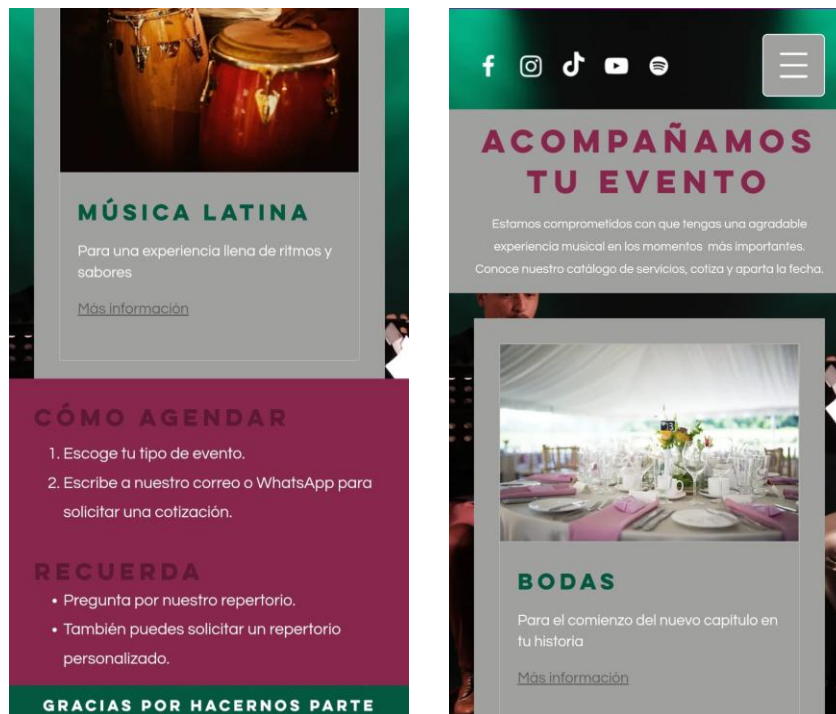 MÚSICA LATINA
Para una experiencia llena de ritmos y
sabores
Más información
CÓMO AGENDAR
1. Escoge tu tipo de evento.
2. Escribe a nuestro correo o WhatsApp para
solicitar una cotización.
RECUERDA
• Pregunta por nuestro repertorio.
• También puedes solicitar un repertorio
personalizado.
GRACIAS POR HACERNOS PARTE
ACOMPAÑAMOS
TU EVENTO
Estamos comprometidos con que tengas una agradable
experiencia musical en los momentos más importantes.
Conoce nuestro catálogo de servicios, cotiza y aparta la fecha.
BODAS
Para el comienzo del nuevo capítulo en
tu historia
Más información